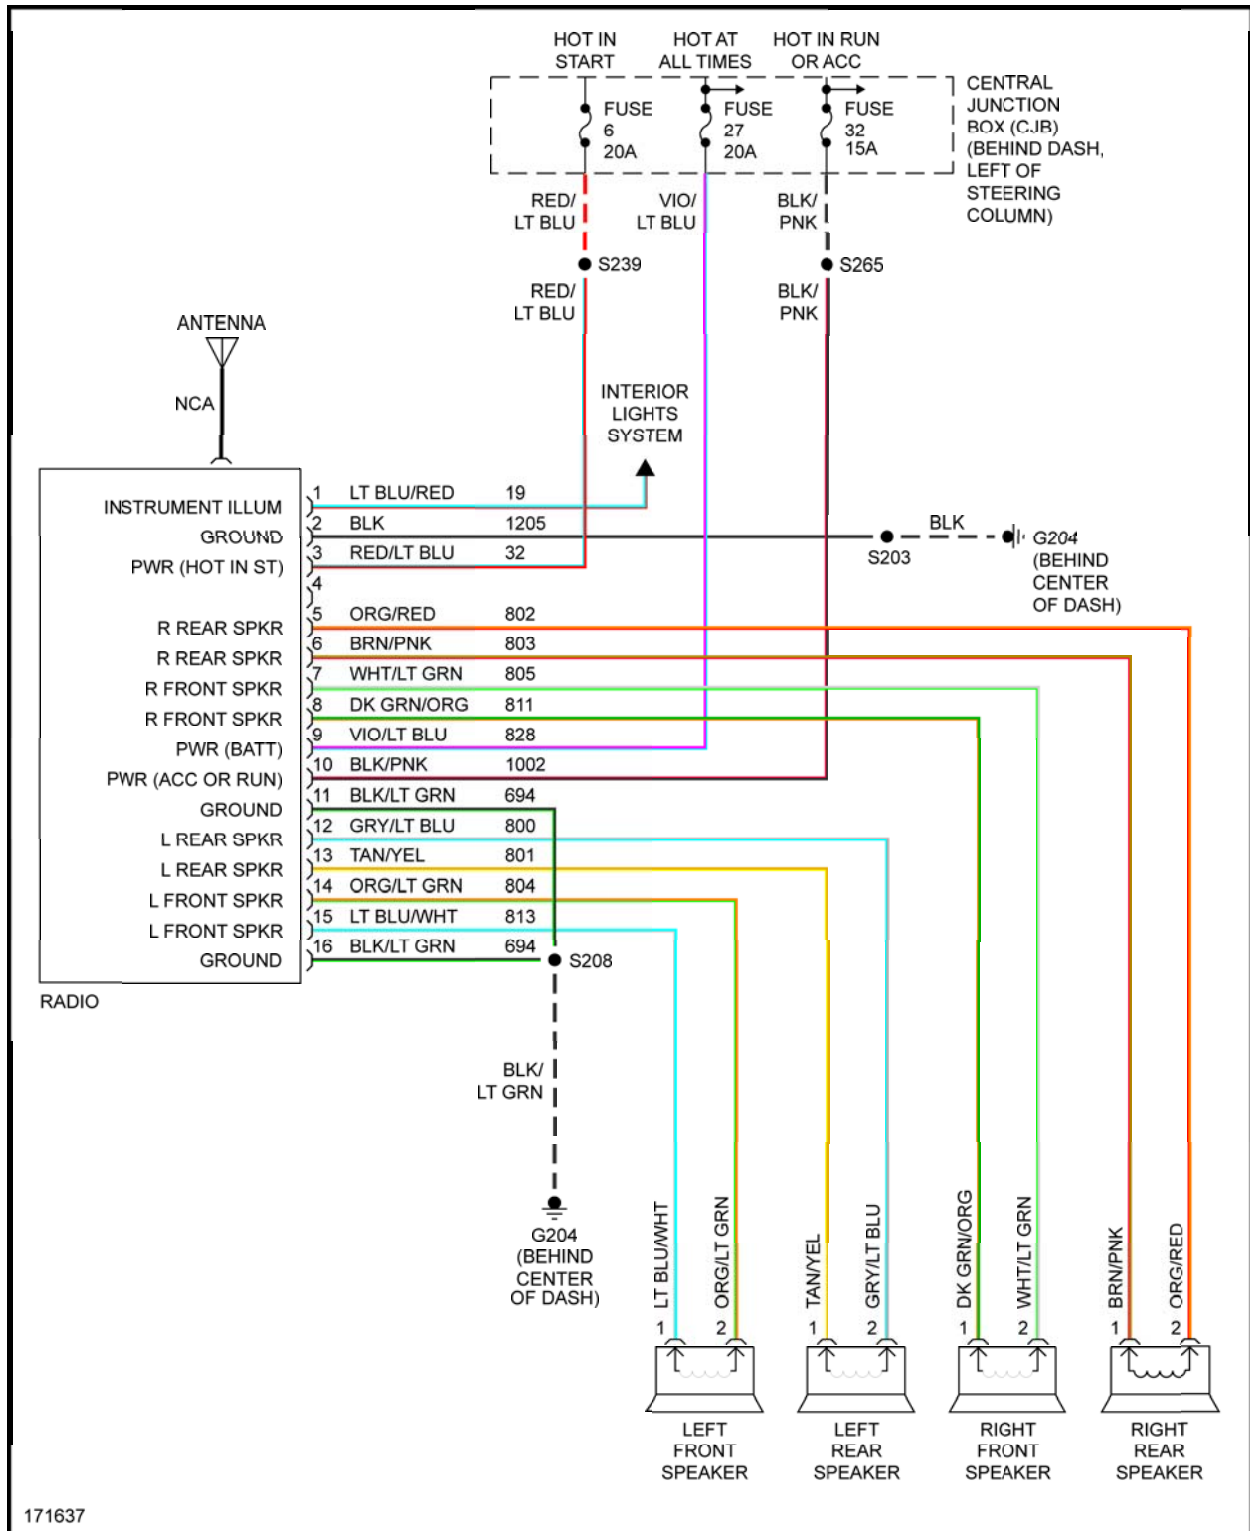 HOT IN
START
HOT AT
ALL TIMES
HOT IN RUN
OR ACC
FUSE
6
20A
FUSE
27
20A
FUSE
32
15A
CENTRAL
JUNCTION
BOX (CJB)
(BEHIND DASH,
LEFT OF
STEERING
COLUMN)
RED/
LT BLU
VIO/
LT BLU
BLK/
PNK
S239
S265
RED/
LT BLU
BLK/
PNK
ANTENNA
NCA
INTERIOR
LIGHTS
SYSTEM
INSTRUMENT ILLUM 1 LT BLU/RED 19
GROUND 2 BLK 1205
PWR (HOT IN ST) 3 RED/LT BLU 32
4
R REAR SPKR 5 ORG/RED 802
R REAR SPKR 6 BRN/PNK 803
R FRONT SPKR 7 WHT/LT GRN 805
R FRONT SPKR 8 DK GRN/ORG 811
PWR (BATT) 9 VIO/LT BLU 828
PWR (ACC OR RUN) 10 BLK/PNK 1002
GROUND 11 BLK/LT GRN 694
L REAR SPKR 12 GRY/LT BLU 800
L REAR SPKR 13 TAN/YEL 801
L FRONT SPKR 14 ORG/LT GRN 804
L FRONT SPKR 15 LT BLU/WHT 813
GROUND 16 BLK/LT GRN 694
RADIO
S203
BLK
G204
(BEHIND
CENTER
OF DASH)
S208
BLK/
LT GRN
G204
(BEHIND
CENTER
OF DASH)
LT BLU/WHT
ORG/LT GRN
TAN/YEL
GRY/LT BLU
DK GRN/ORG
WHT/LT GRN
BRN/PNK
ORG/RED
1 2 1 2 1 2 1 2
LEFT
FRONT
SPEAKER
LEFT
REAR
SPEAKER
RIGHT
FRONT
SPEAKER
RIGHT
REAR
SPEAKER
171637